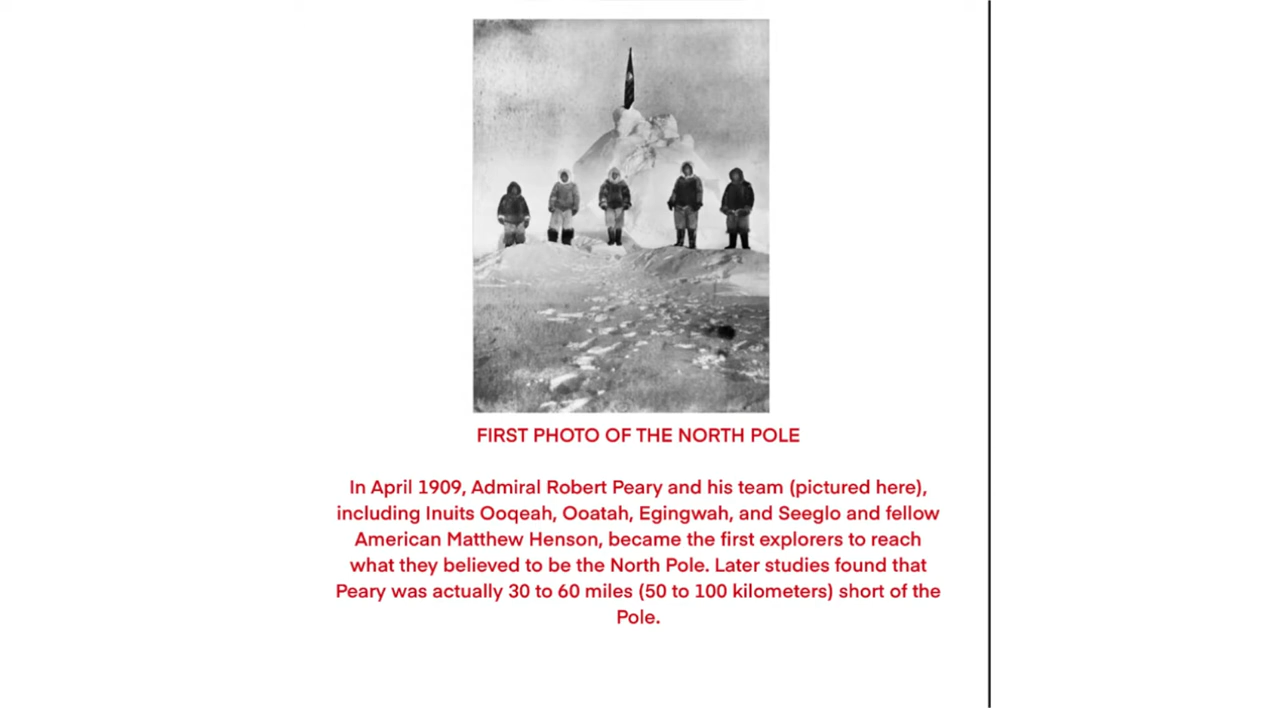 FIRST PHOTO OF THE NORTH POLE
In April 1909, Admiral Robert Peary and his team (pictured here),
including Inuits Ooqeah, Ooatah, Egingwah, and Seeglo and fellow
American Matthew Henson, became the first explorers to reach
what they believed to be the North Pole. Later studies found that
Peary was actually 30 to 60 miles (50 to 100 kilometers) short of the
Pole.